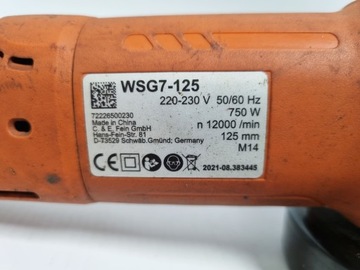 WSG7-125
220-230 V 50/60 Hz
750 W
n 12000 /min
125 mm
M14
72226500230
Made in China
C. & E. Fein GmbH
Hans-Fein-Str. 81
D-73529 Schwäb.Gmünd; Germany
2021-08.383445